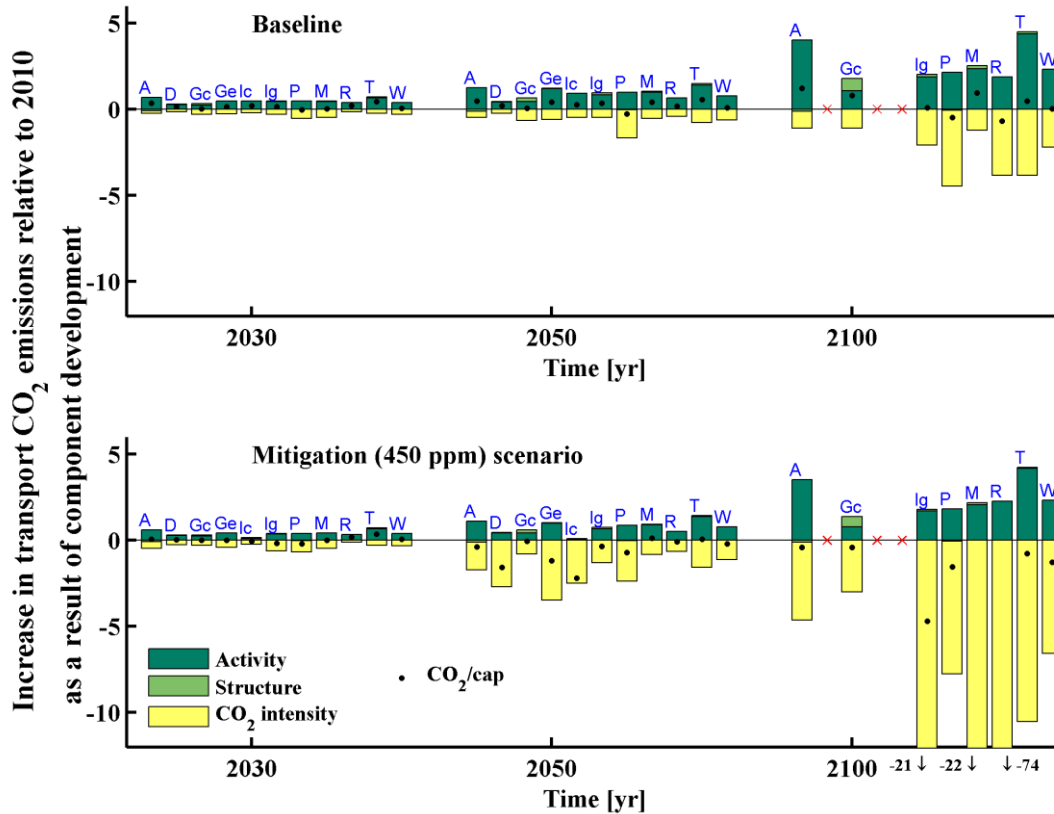 Increase in transport CO2 emissions relative to 2010
as a result of component development
Baseline
5
0
-5
-10
A D Gc Ge Ic Ig P M R T W
A D Gc Ge Ic Ig P M R T W
A Gc Ig P M R T W
2030 2050 2100
Time [yr]
Mitigation (450 ppm) scenario
5
0
-5
-10
A D Gc Ge Ic Ig P M R T W
A D Gc Ge Ic Ig P M R T W
A Gc Ig P M R T W
Activity
Structure
CO2 intensity
CO2/cap
2030 2050 2100
-21 ↓ -22 ↓ ↓ -74
Time [yr]